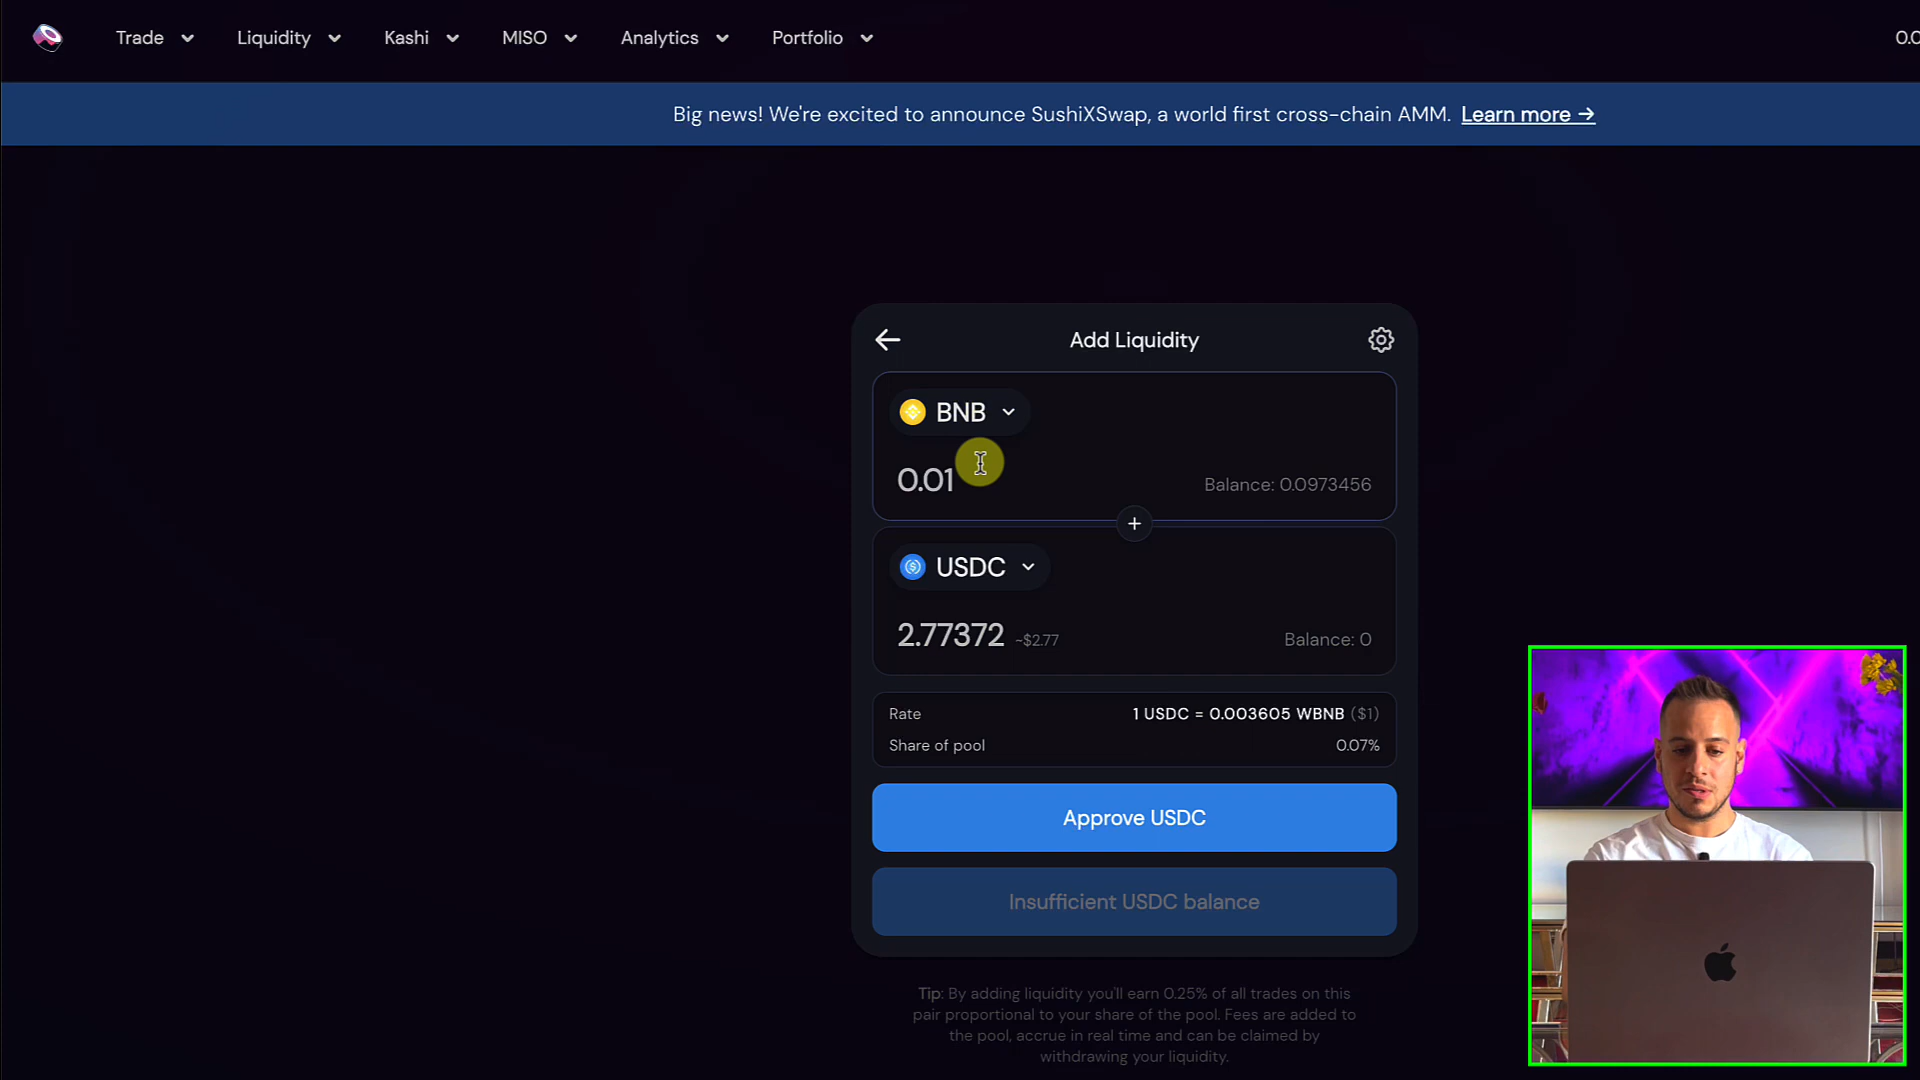 Trade
Liquidity
Kashi
MISO
Analytics
Portfolio
Big news! We're excited to announce SushiXSwap, a world first cross-chain AMM. Learn more →
Add Liquidity
BNB
0.01
Balance: 0.0973456
+
USDC
2.77372 ~$2.77
Balance: 0
Rate
1 USDC = 0.003605 WBNB ($1)
Share of pool
0.07%
Approve USDC
Insufficient USDC balance
Tip: By adding liquidity you'll earn 0.25% of all trades on this
pair proportional to your share of the pool. Fees are added to
the pool, accrue in real time and can be claimed by
withdrawing your liquidity.